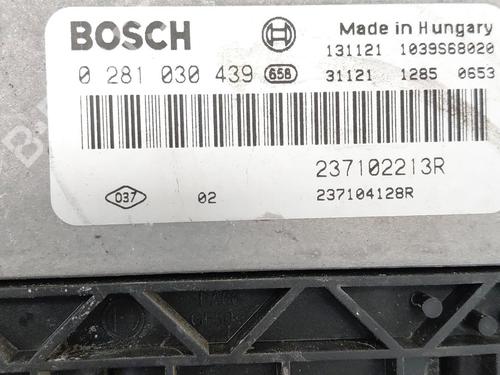 BOSCH
Made in Hungary
131121 1039S68020
0 281 030 439 658
31121 1285 0653
237102213R
037 02 237104128R